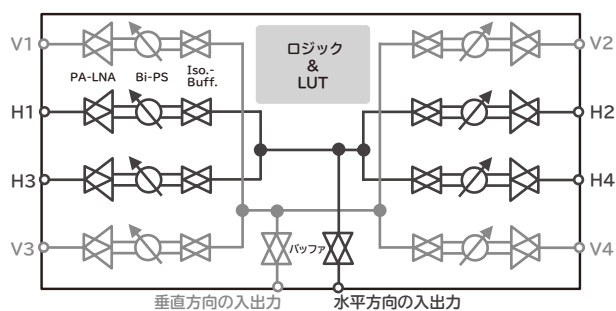 V1
V2
ロジック
&
LUT
PA-LNA
Bi-PS
Iso.-
Buff.
H1
H2
H3
H4
V3
V4
バッファ
垂直方向の入出力
水平方向の入出力